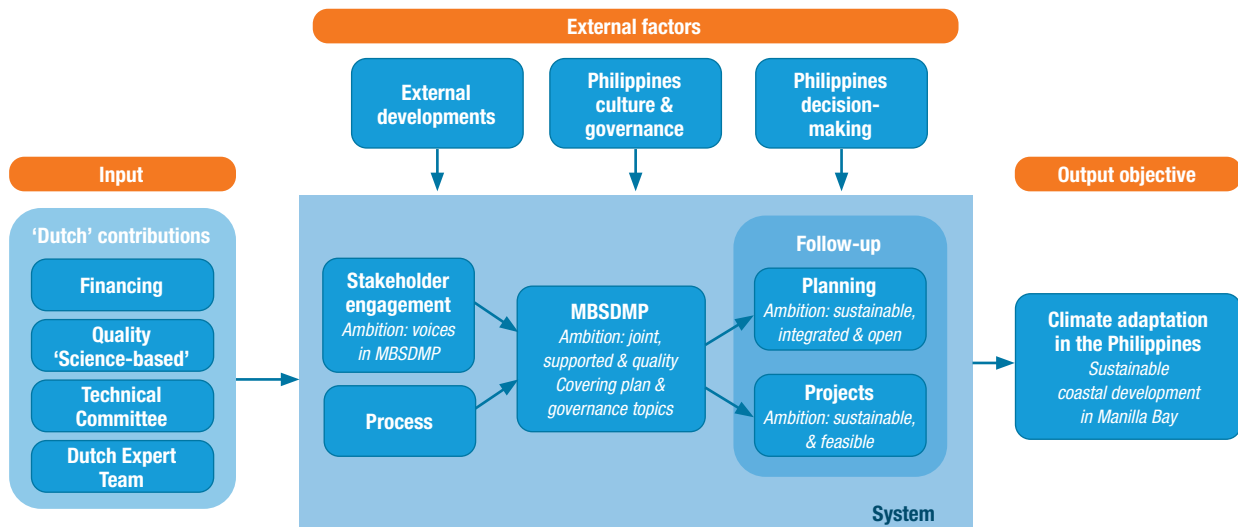 External factors
External
developments
Philippines
culture &
governance
Philippines
decision-
making
Input
Output objective
‘Dutch’ contributions
Financing
Quality
‘Science-based’
Technical
Committee
Dutch Expert
Team
Stakeholder
engagement
Ambition: voices
in MBSDMP
Process
MBSDMP
Ambition: joint,
supported & quality
Covering plan &
governance topics
Follow-up
Planning
Ambition: sustainable,
integrated & open
Projects
Ambition: sustainable,
& feasible
System
Climate adaptation
in the Philippines
Sustainable
coastal development
in Manilla Bay